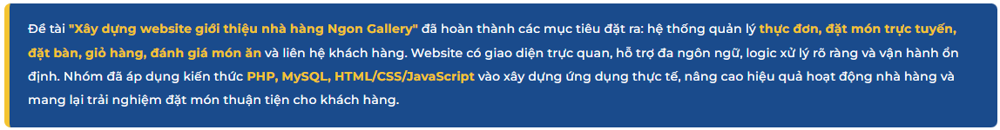 Đề tài "Xây dựng website giới thiệu nhà hàng Ngon Gallery" đã hoàn thành các mục tiêu đặt ra: hệ thống quản lý thực đơn, đặt món trực tuyến,
đặt bàn, giỏ hàng, đánh giá món ăn và liên hệ khách hàng. Website có giao diện trực quan, hỗ trợ đa ngôn ngữ, logic xử lý rõ ràng và vận hành ổn
định. Nhóm đã áp dụng kiến thức PHP, MySQL, HTML/CSS/JavaScript vào xây dựng ứng dụng thực tế, nâng cao hiệu quả hoạt động nhà hàng và
mang lại trải nghiệm đặt món thuận tiện cho khách hàng.